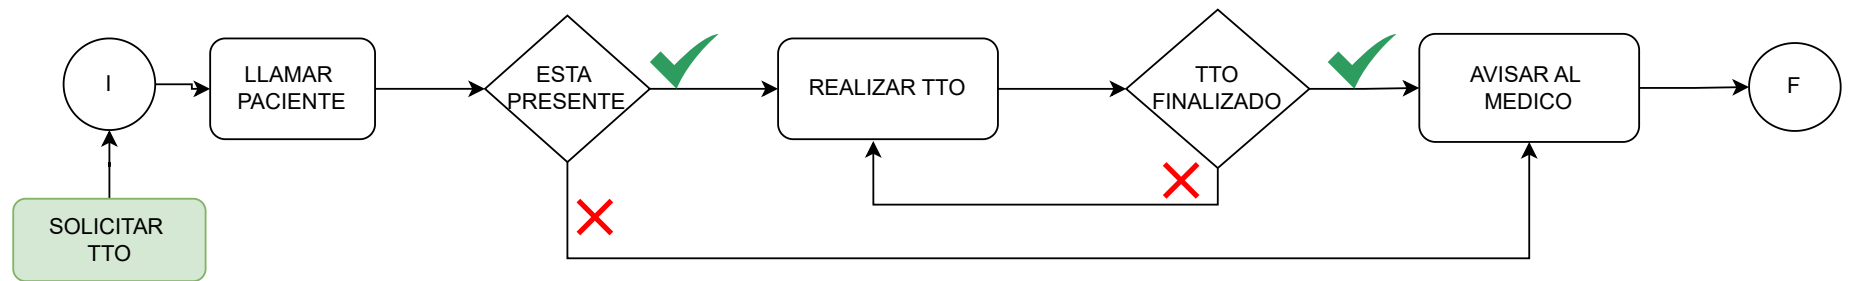 I
LLAMAR
PACIENTE
ESTA
PRESENTE
REALIZAR TTO
TTO
FINALIZADO
AVISAR AL
MEDICO
F
SOLICITAR
TTO